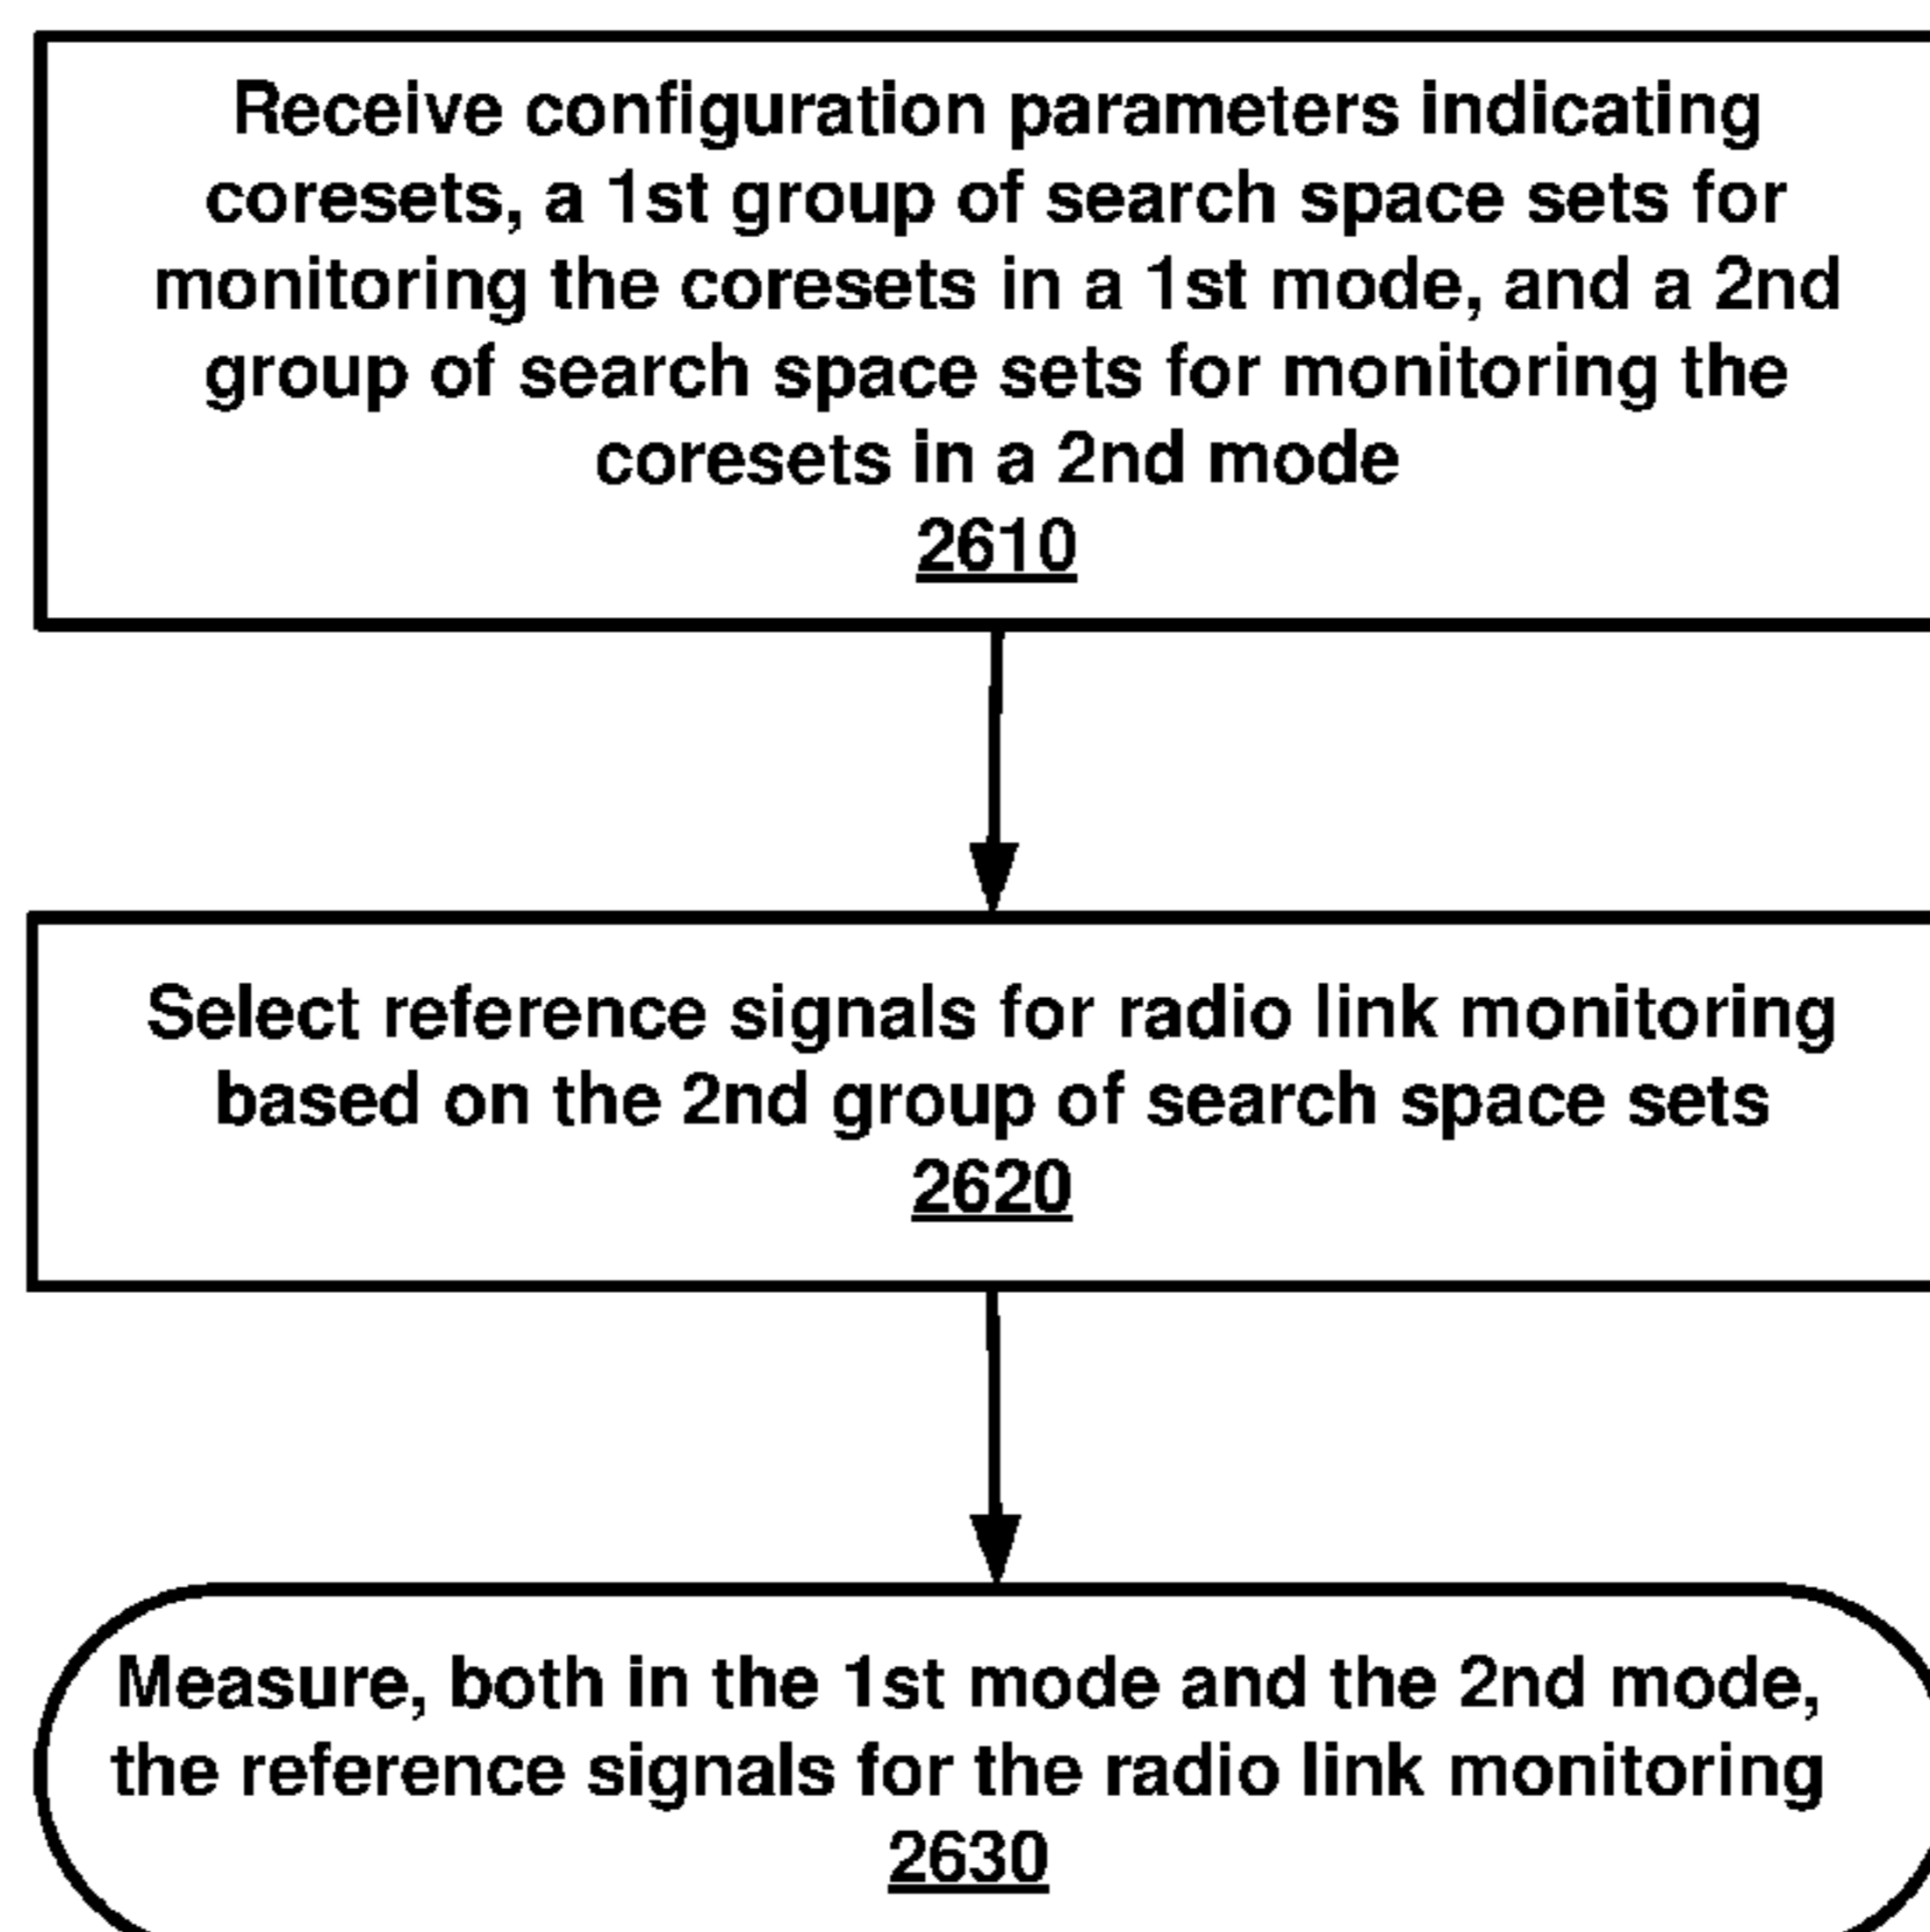 Receive configuration parameters indicating
coresets, a 1st group of search space sets for
monitoring the coresets in a 1st mode, and a 2nd
group of search space sets for monitoring the
coresets in a 2nd mode
2610
Select reference signals for radio link monitoring
based on the 2nd group of search space sets
2620
Measure, both in the 1st mode and the 2nd mode,
the reference signals for the radio link monitoring
2630